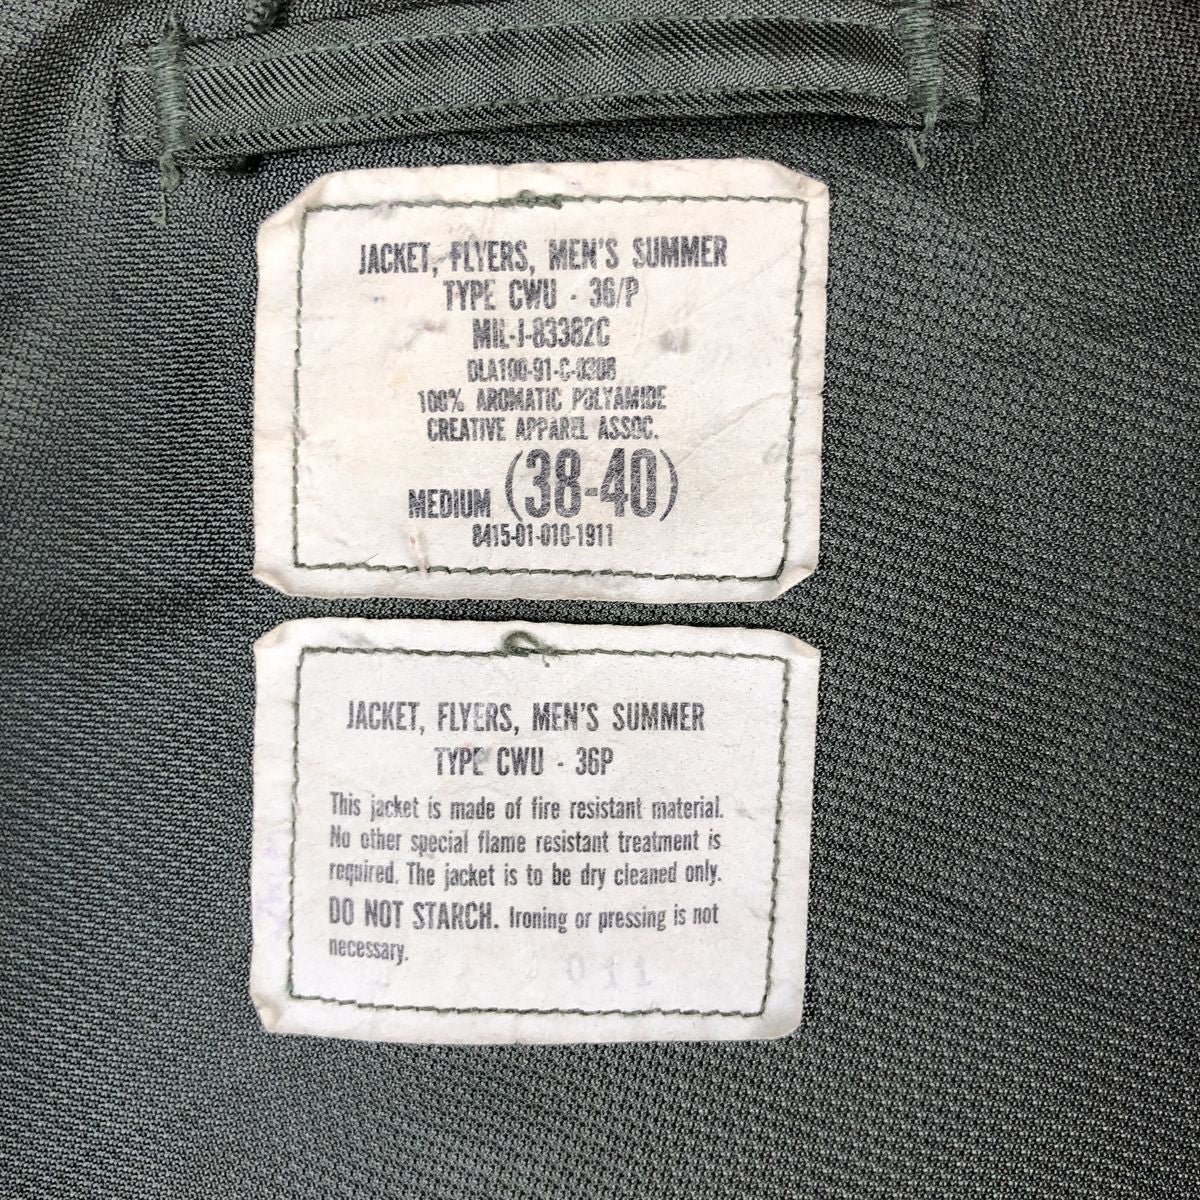 JACKET, FLYERS, MEN'S SUMMER
TYPE CWU - 36/P
MIL-J-83382C
DLA100-91-C-0308
100% AROMATIC POLYAMIDE
CREATIVE APPAREL ASSOC.
MEDIUM (38-40)
8415-01-010-1911
JACKET, FLYERS, MEN'S SUMMER
TYPE CWU - 36P
This jacket is made of fire resistant material.
No other special flame resistant treatment is
required. The jacket is to be dry cleaned only.
DO NOT STARCH. Ironing or pressing is not
necessary.
011